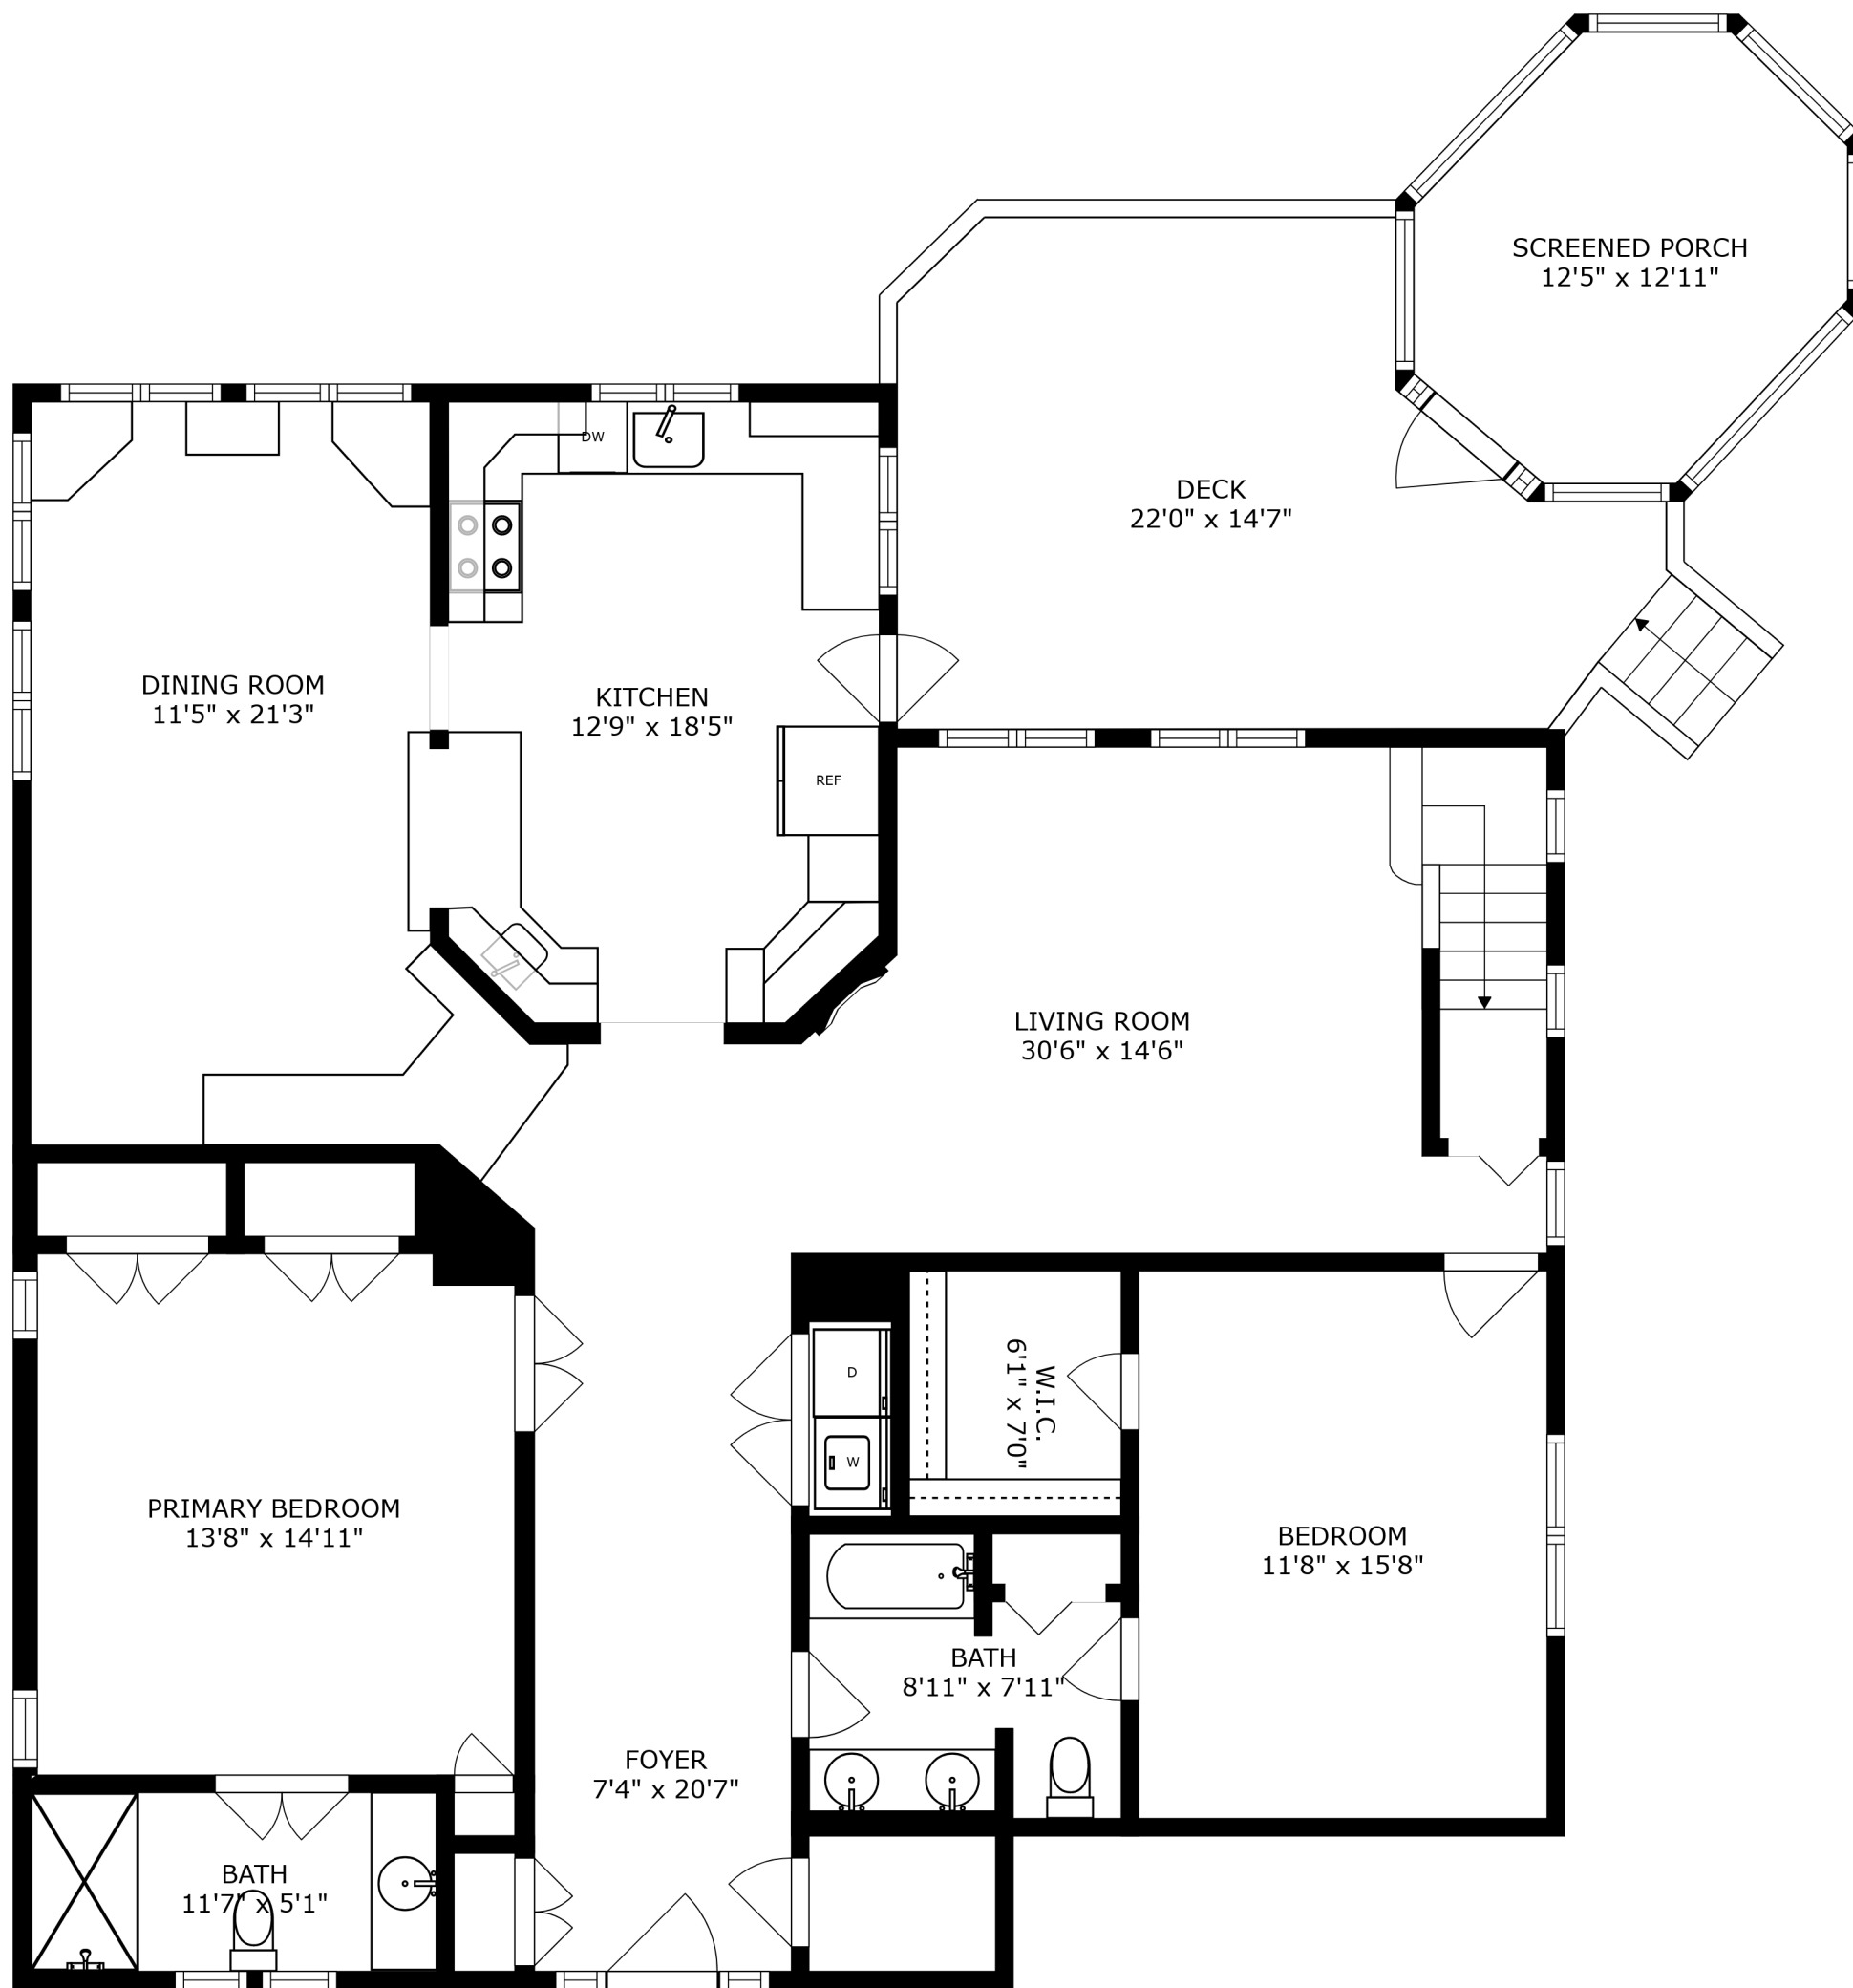 SCREENED PORCH
12'5" x 12'11"
DW
DECK
22'0" x 14'7"
DINING ROOM
11'5" x 21'3"
KITCHEN
12'9" x 18'5"
REF
LIVING ROOM
30'6" x 14'6"
D
W
W.I.C.
6'1" x 7'0"
PRIMARY BEDROOM
13'8" x 14'11"
BEDROOM
11'8" x 15'8"
BATH
8'11" x 7'11"
FOYER
7'4" x 20'7"
BATH
11'7" x 5'1"